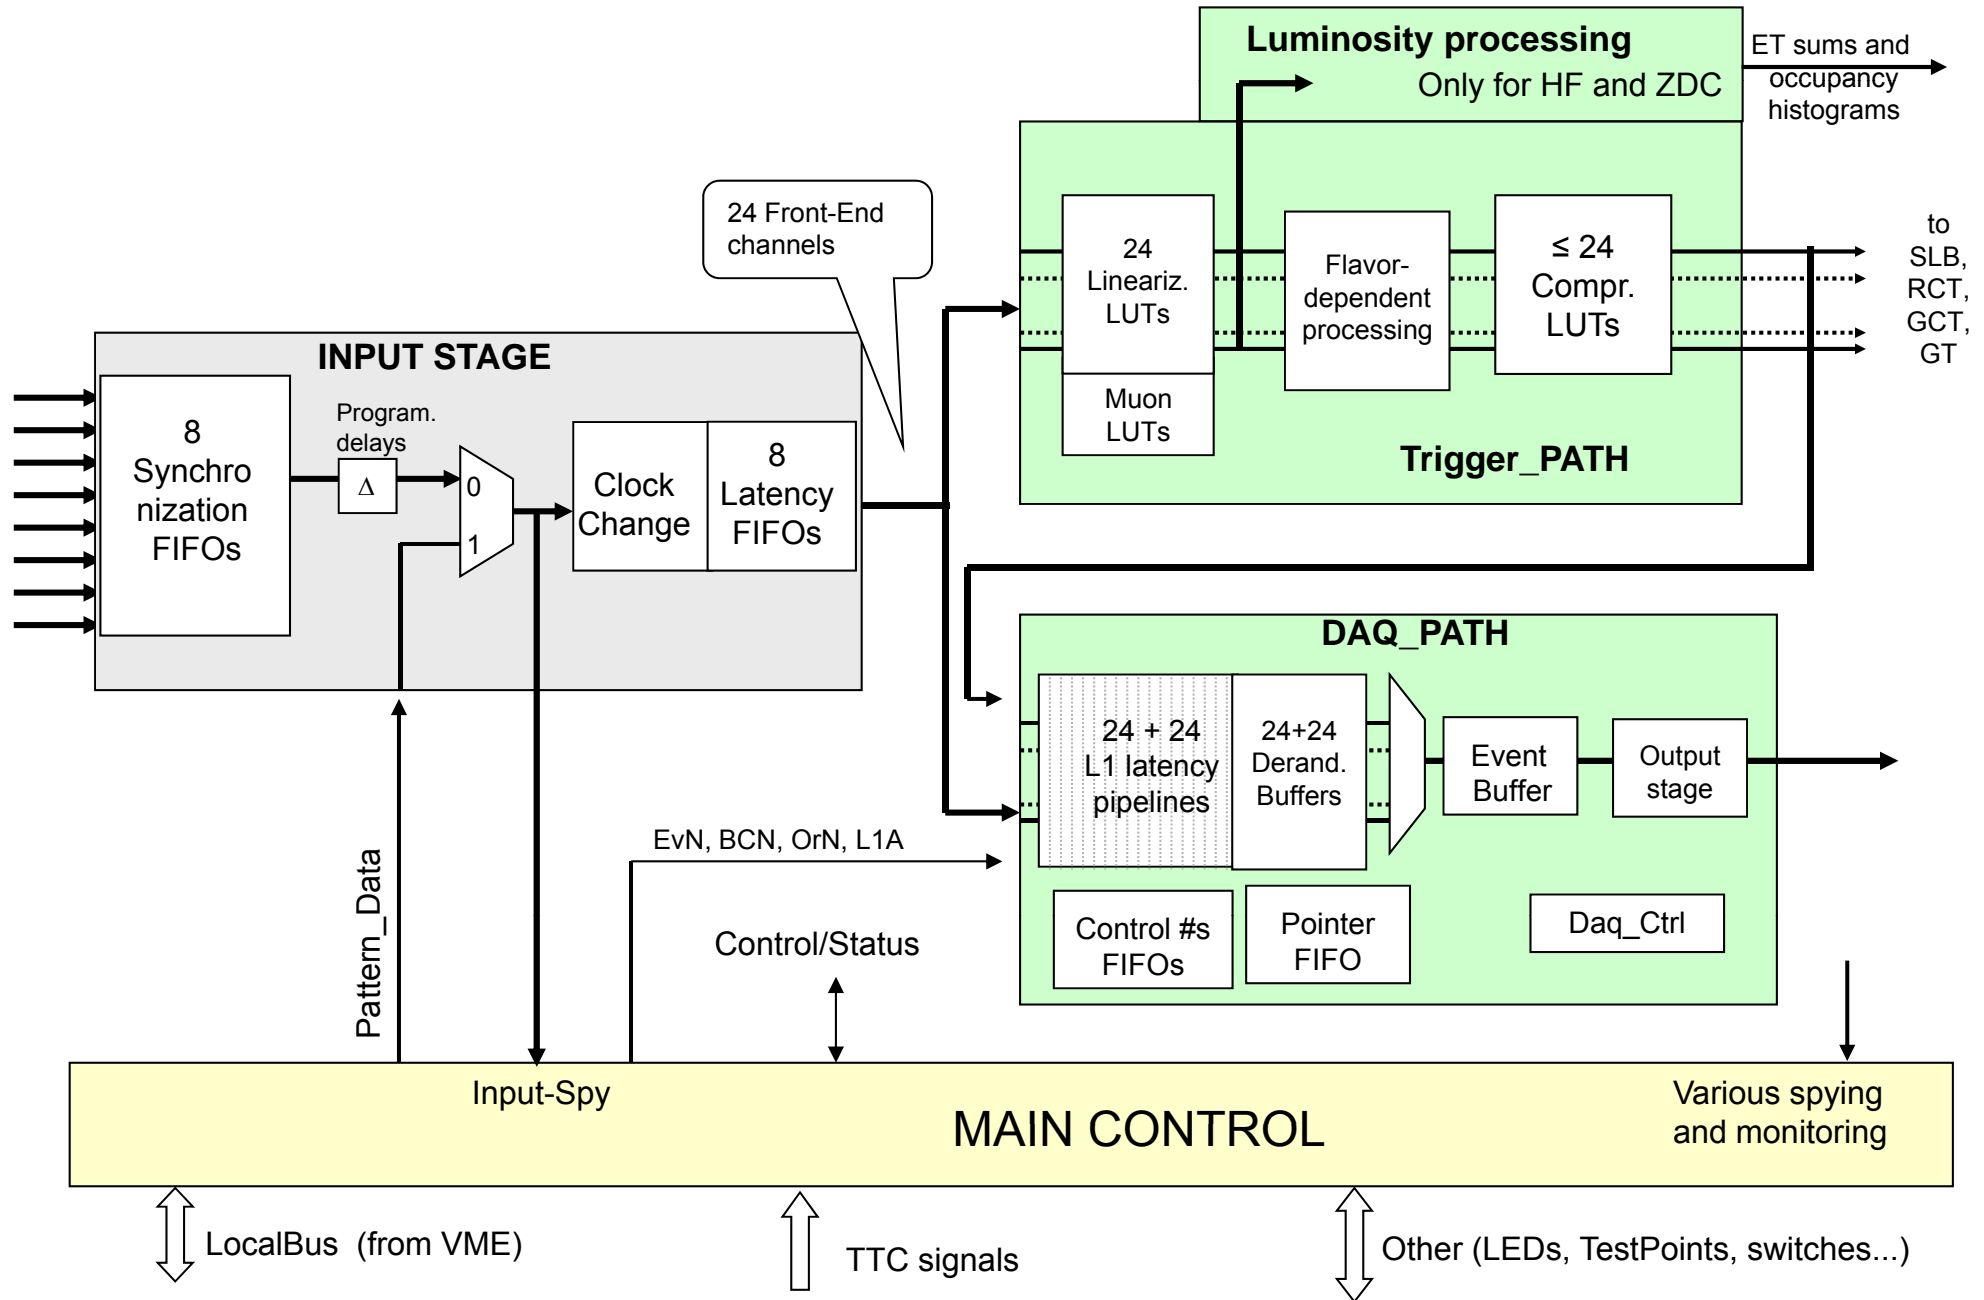 Luminosity processing
Only for HF and ZDC
ET sums and
occupancy
histograms
24 Front-End
channels
24
Lineariz.
LUTs
Muon
LUTs
Flavor-
dependent
processing
≤ 24
Compr.
LUTs
Trigger_PATH
to
SLB,
RCT,
GCT,
GT
INPUT STAGE
8
Synchro
nization
FIFOs
Program.
delays
Δ
0
1
Clock
Change
8
Latency
FIFOs
DAQ_PATH
24 + 24
L1 latency
pipelines
24+24
Derand.
Buffers
Event
Buffer
Output
stage
Control #s
FIFOs
Pointer
FIFO
Daq_Ctrl
Pattern_Data
EvN, BCN, OrN, L1A
Control/Status
Input-Spy
MAIN CONTROL
Various spying
and monitoring
LocalBus (from VME)
TTC signals
Other (LEDs, TestPoints, switches...)